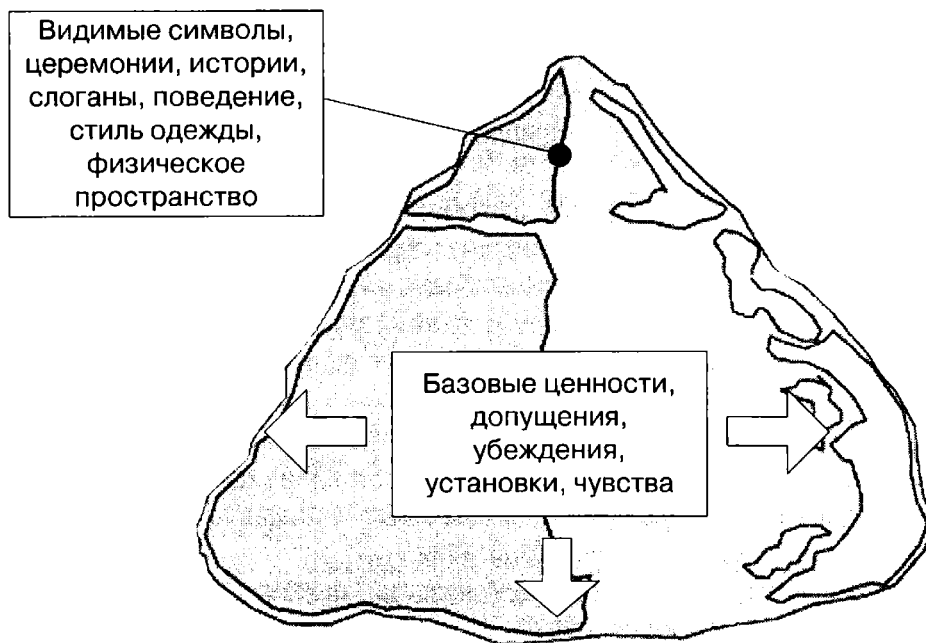 Видимые символы,
церемонии, истории,
слоганы, поведение,
стиль одежды,
физическое
пространство
Базовые ценности,
допущения,
убеждения,
установки, чувства